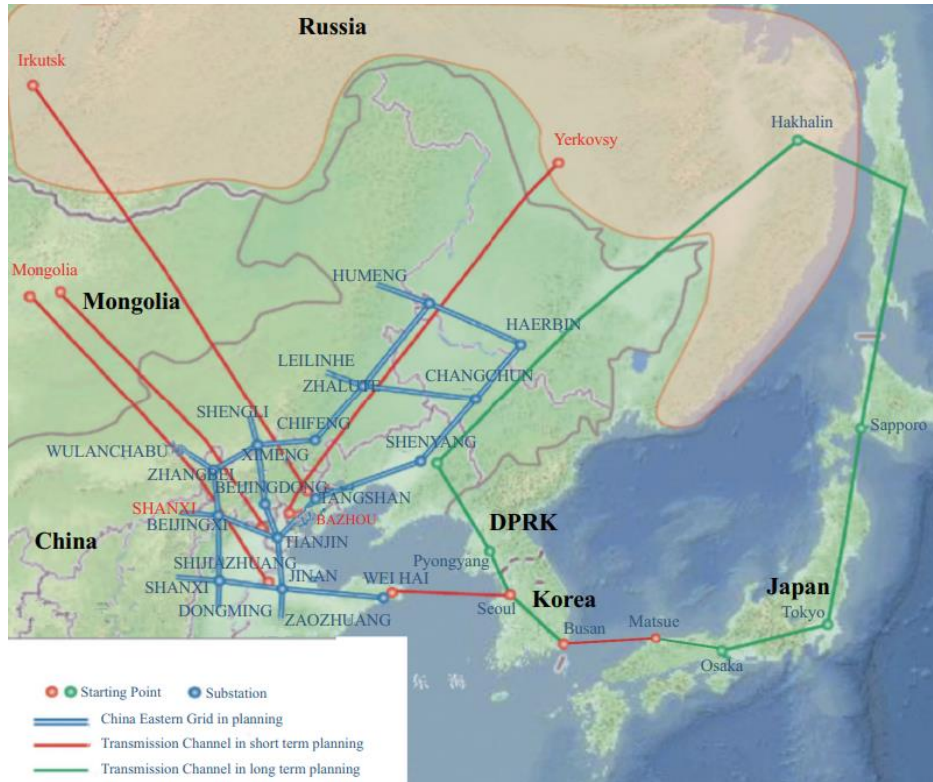 Russia
Irkutsk
Yerkovsy
Hakhalin
Mongolia
Mongolia
HUMENG
HAERBIN
LEILINHE
ZHALUTE
CHANGCHUN
SHENGLI
CHIFENG
Sapporo
WULANCHABU
XIMENG
SHENYANG
ZHANGBEI
BEIJINGDONG
TANGSHAN
SHANXI
BAZHOU
BEIJINGXI
China
TIANJIN
DPRK
Pyongyang
SHIJIAZHUANG
JINAN
WEI HAI
SHANXI
Seoul
Korea
Japan
DONGMING
ZAOZHUANG
Busan
Matsue
Tokyo
Osaka
东 海
Starting Point
Substation
China Eastern Grid in planning
Transmission Channel in short term planning
Transmission Channel in long term planning